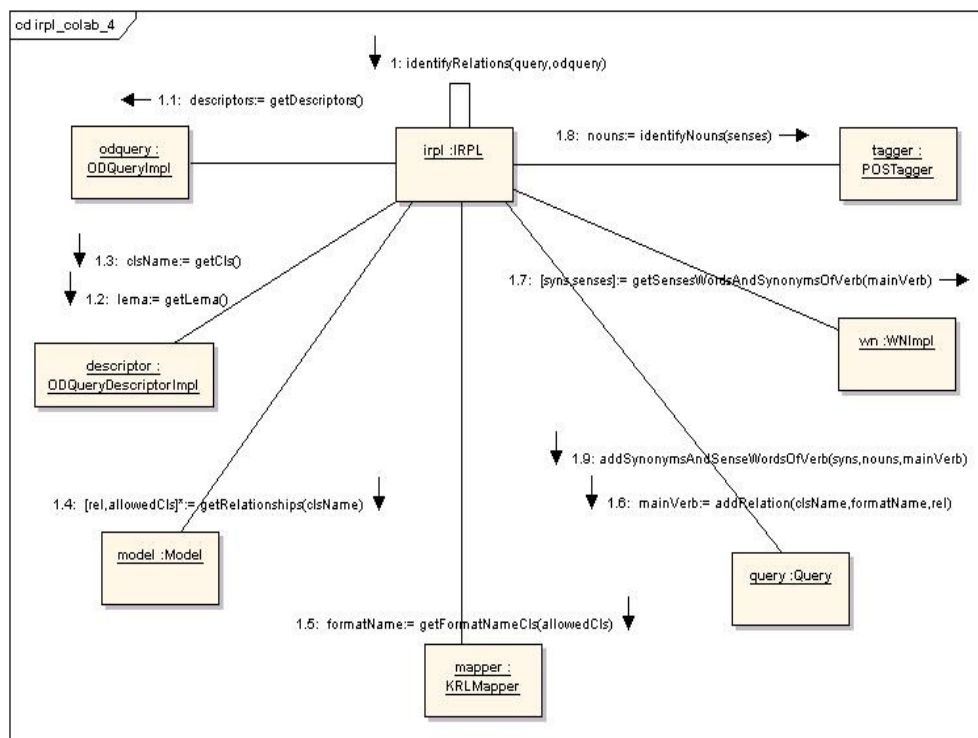 cd irpl_colab_4
1: identifyRelations(query,odquery)
1.1: descriptors:= getDescriptors()
1.8: nouns:= identifyNouns(senses)
odquery :
ODQueryImpl
irpl :IRPL
tagger :
POSTagger
1.3: clsName:= getCls()
1.2: lema:= getLema()
1.7: [syns,senses]:= getSensesWordsAndSynonymsOfVerb(mainVerb)
descriptor :
ODQueryDescriptorImpl
wn :WNImpl
1.9: addSynonymsAndSenseWordsOfVerb(syns,nouns,mainVerb)
1.4: [rel,allowedCls]*:= getRelationships(clsName)
1.6: mainVerb:= addRelation(clsName,formatName,rel)
model :Model
query :Query
1.5: formatName:= getFormatNameCls(allowedCls)
mapper :
KRLMapper